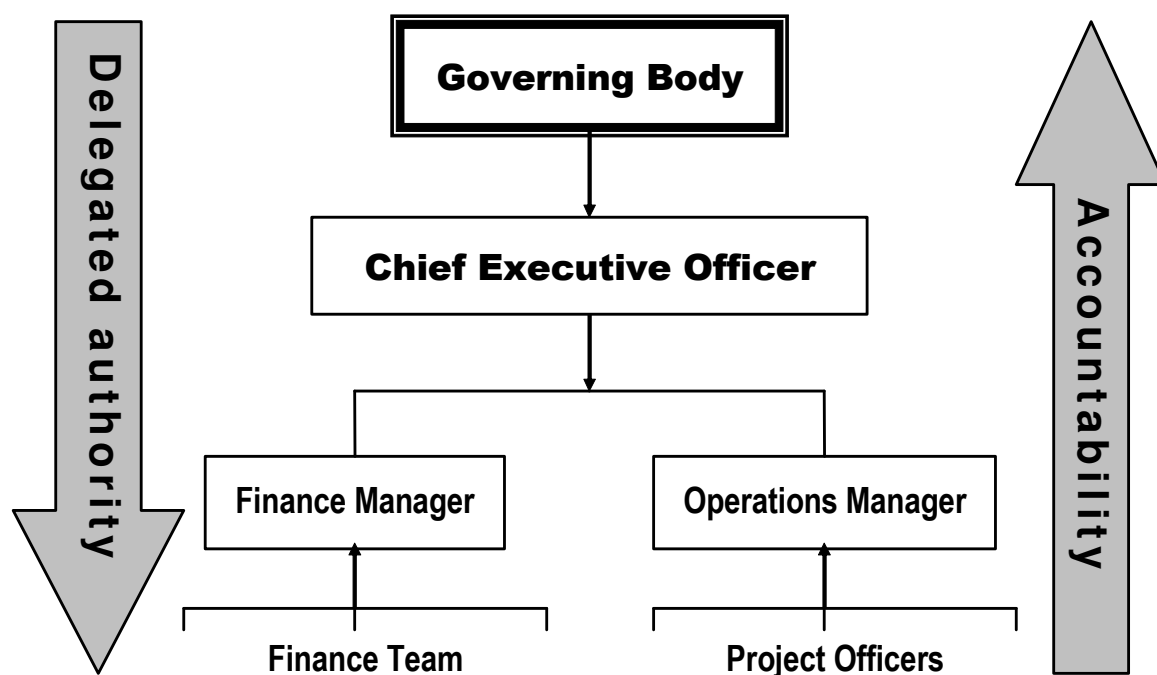 Delegated authority
Governing Body
Accountability
Chief Executive Officer
Finance Manager
Operations Manager
Finance Team
Project Officers